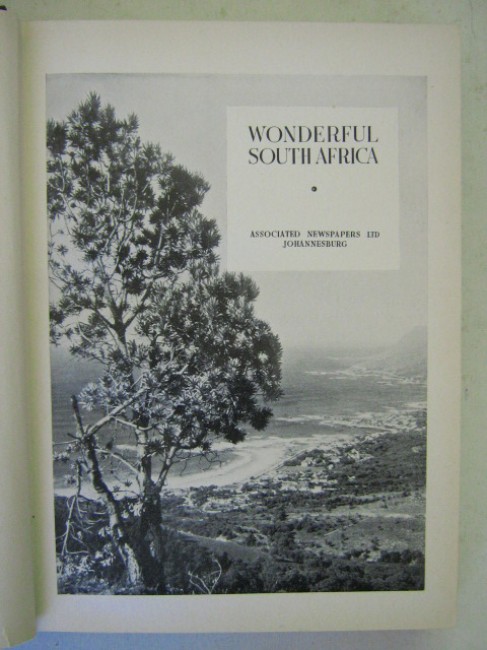 WONDERFUL
SOUTH AFRICA
ASSOCIATED NEWSPAPERS LTD
JOHANNESBURG